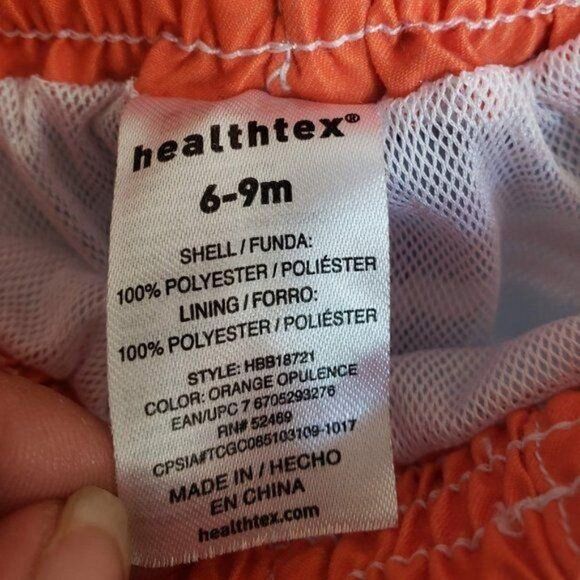 healthtex®
6-9m
SHELL / FUNDA:
100% POLYESTER / POLIÉSTER
LINING / FORRO:
100% POLYESTER / POLIÉSTER
STYLE: HBB18721
COLOR: ORANGE OPULENCE
EAN/UPC 7 6705293276
RN# 52469
CPSIA#TCGC085103109-1017
MADE IN / HECHO
EN CHINA
healthtex.com